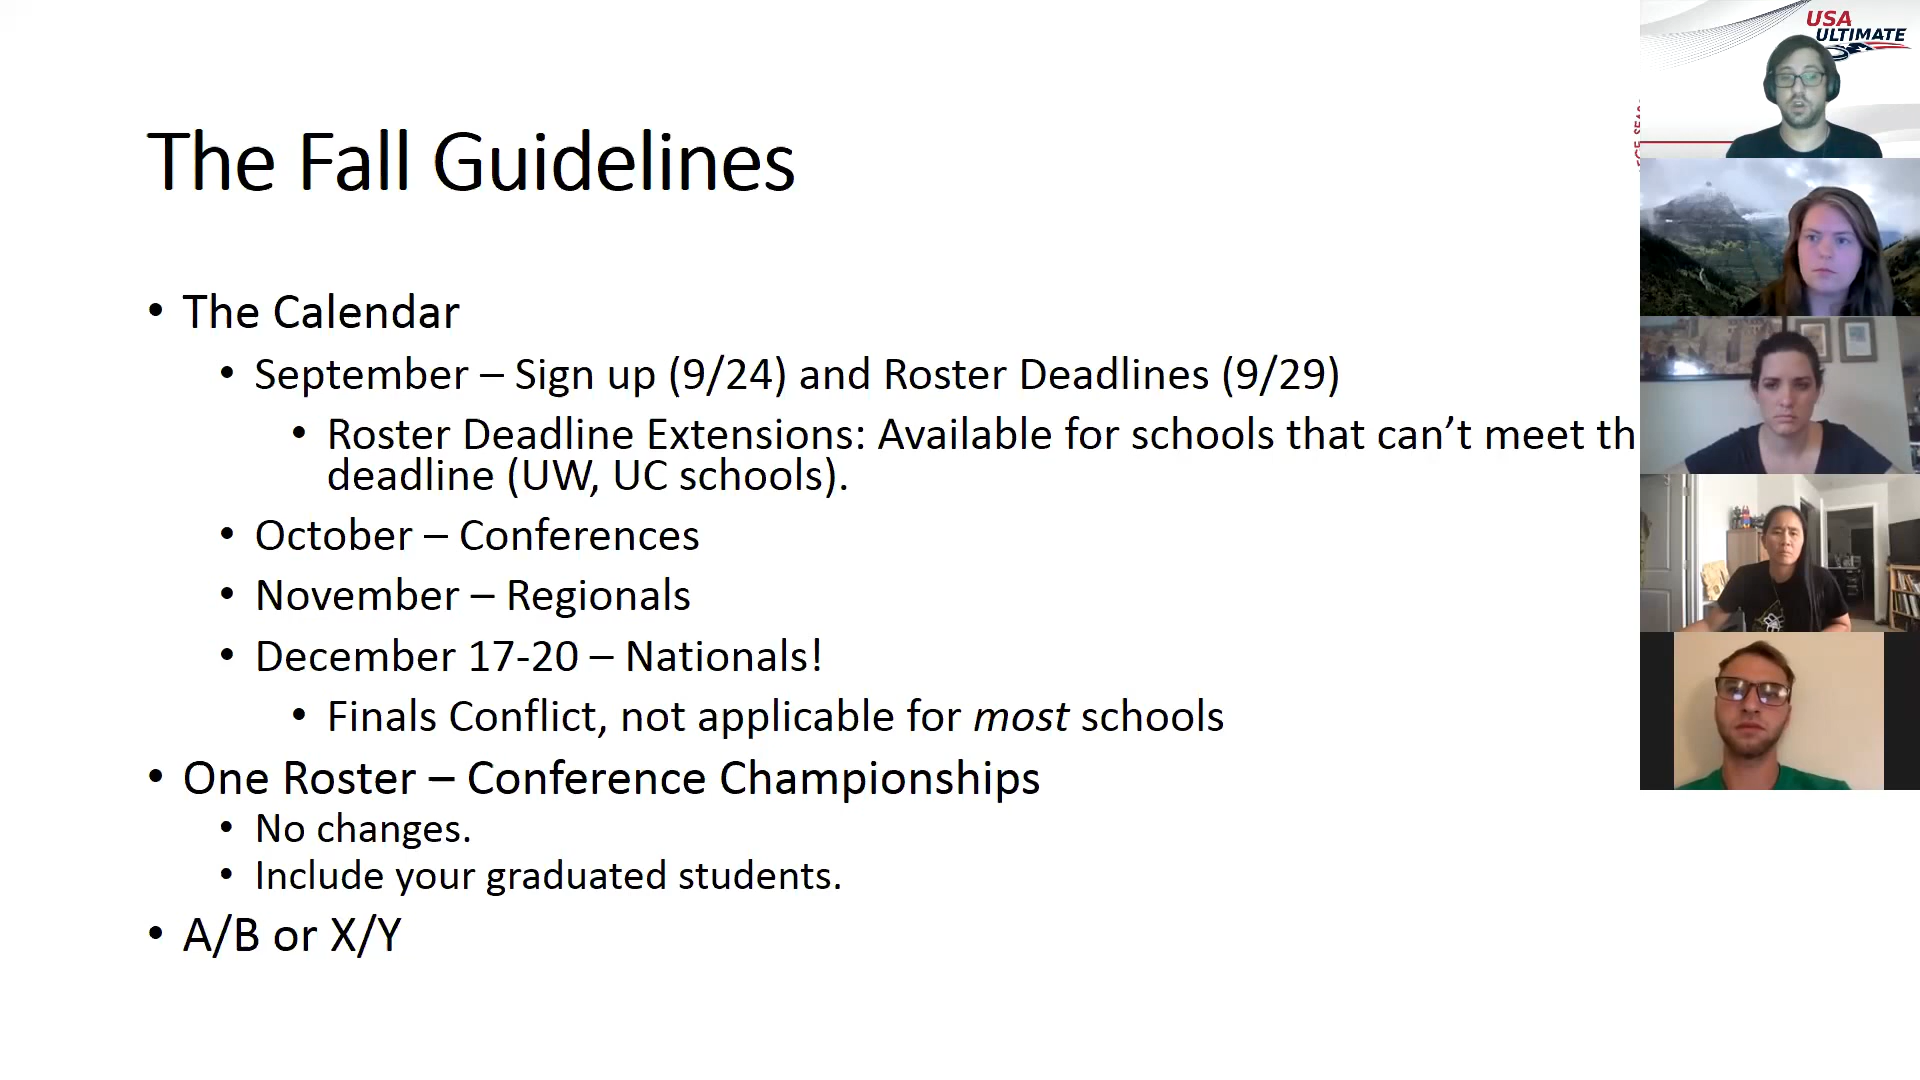 The Fall Guidelines
USA
ULTIMATE
• The Calendar
• September – Sign up (9/24) and Roster Deadlines (9/29)
• Roster Deadline Extensions: Available for schools that can’t meet th
deadline (UW, UC schools).
• October – Conferences
• November – Regionals
• December 17-20 – Nationals!
• Finals Conflict, not applicable for most schools
• One Roster – Conference Championships
• No changes.
• Include your graduated students.
• A/B or X/Y